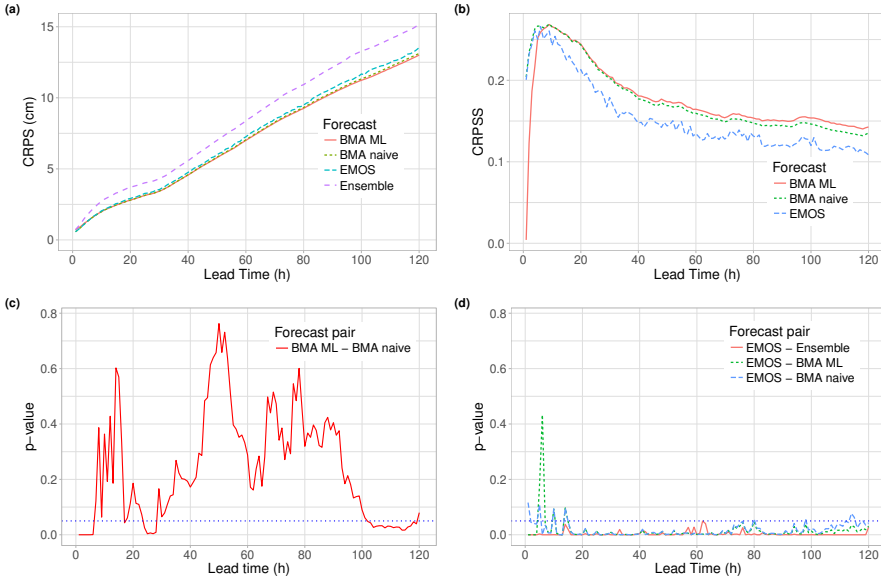 (a)
15
10
5
0
CRPS (cm)
0
20
40
60
80
100
120
Lead Time (h)
Forecast
BMA ML
BMA naive
EMOS
Ensemble
(b)
0.2
0.1
0.0
CRPSS
0
20
40
60
80
100
120
Lead Time (h)
Forecast
BMA ML
BMA naive
EMOS
(c)
0.8
0.6
0.4
0.2
0.0
p−value
0
20
40
60
80
100
120
Lead time (h)
Forecast pair
BMA ML − BMA naive
(d)
0.8
0.6
0.4
0.2
0.0
p−value
0
20
40
60
80
100
120
Lead time (h)
Forecast pair
EMOS − Ensemble
EMOS − BMA ML
EMOS − BMA naive